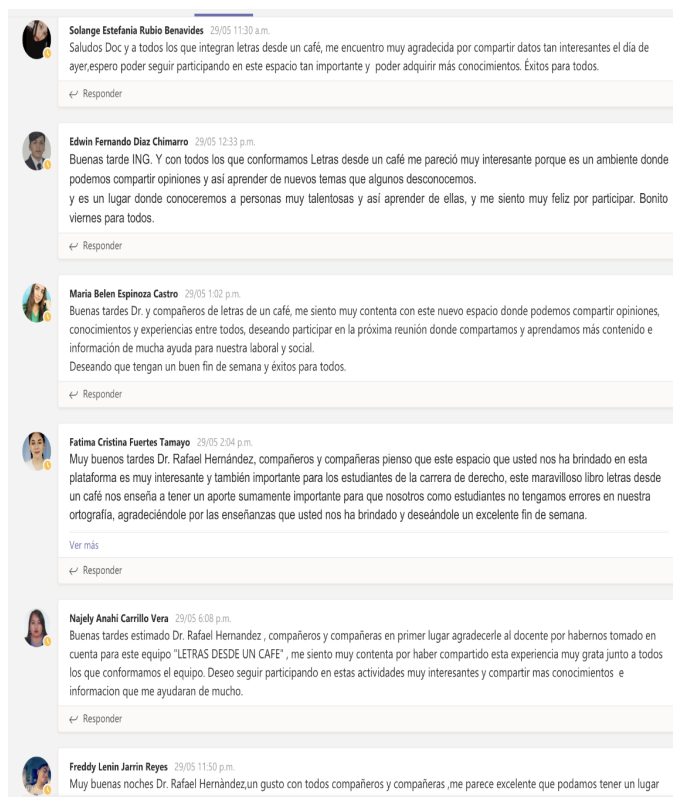 Solange Estefania Rubio Benavides 29/05 11:30 a.m.
Saludos Doc y a todos los que integran letras desde un café, me encuentro muy agradecida por compartir datos tan interesantes el día de
ayer,espero poder seguir participando en este espacio tan importante y poder adquirir más conocimientos. Éxitos para todos.
Responder
Edwin Fernando Diaz Chimarro 29/05 12:33 p.m.
Buenas tarde ING. Y con todos los que conformamos Letras desde un café me pareció muy interesante porque es un ambiente donde
podemos compartir opiniones y así aprender de nuevos temas que algunos desconocemos.
y es un lugar donde conoceremos a personas muy talentosas y así aprender de ellas, y me siento muy feliz por participar. Bonito
viernes para todos.
Responder
Maria Belen Espinoza Castro 29/05 1:02 p.m.
Buenas tardes Dr. y compañeros de letras de un café, me siento muy contenta con este nuevo espacio donde podemos compartir opiniones,
conocimientos y experiencias entre todos, deseando participar en la próxima reunión donde compartamos y aprendamos más contenido e
información de mucha ayuda para nuestra laboral y social.
Deseando que tengan un buen fin de semana y éxitos para todos.
Responder
Fatima Cristina Fuertes Tamayo 29/05 2:04 p.m.
Muy buenos tardes Dr. Rafael Hernández, compañeros y compañeras pienso que este espacio que usted nos ha brindado en esta
plataforma es muy interesante y también importante para los estudiantes de la carrera de derecho, este maravilloso libro letras desde
un café nos enseña a tener un aporte sumamente importante para que nosotros como estudiantes no tengamos errores en nuestra
ortografía, agradeciéndole por las enseñanzas que usted nos ha brindado y deseándole un excelente fin de semana.
Ver más
Responder
Najely Anahi Carrillo Vera 29/05 6:08 p.m.
Buenas tardes estimado Dr. Rafael Hernandez , compañeros y compañeras en primer lugar agradecerle al docente por habernos tomado en
cuenta para este equipo "LETRAS DESDE UN CAFE" , me siento muy contenta por haber compartido esta experiencia muy grata junto a todos
los que conformamos el equipo. Deseo seguir participando en estas actividades muy interesantes y compartir mas conocimientos e
informacion que me ayudaran de mucho.
Responder
Freddy Lenin Jarrin Reyes 29/05 11:50 p.m.
Muy buenas noches Dr. Rafael Hernàndez,un gusto con todos compañeros y compañeras ,me parece excelente que podamos tener un lugar